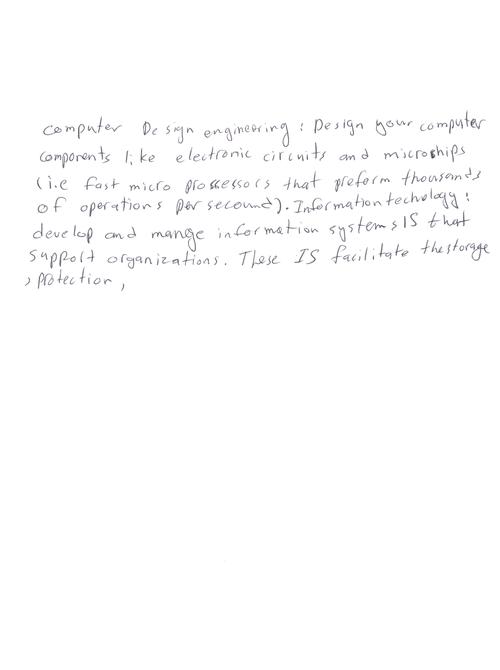 computer Design engineering : Design your computer
components like electronic circuits and microchips
(i.e fast micro prossessors that preform thousands
of operations per secound). Information techology :
develop and mange information systems IS that
support organizations. These IS facilitate the storage
, protection ,